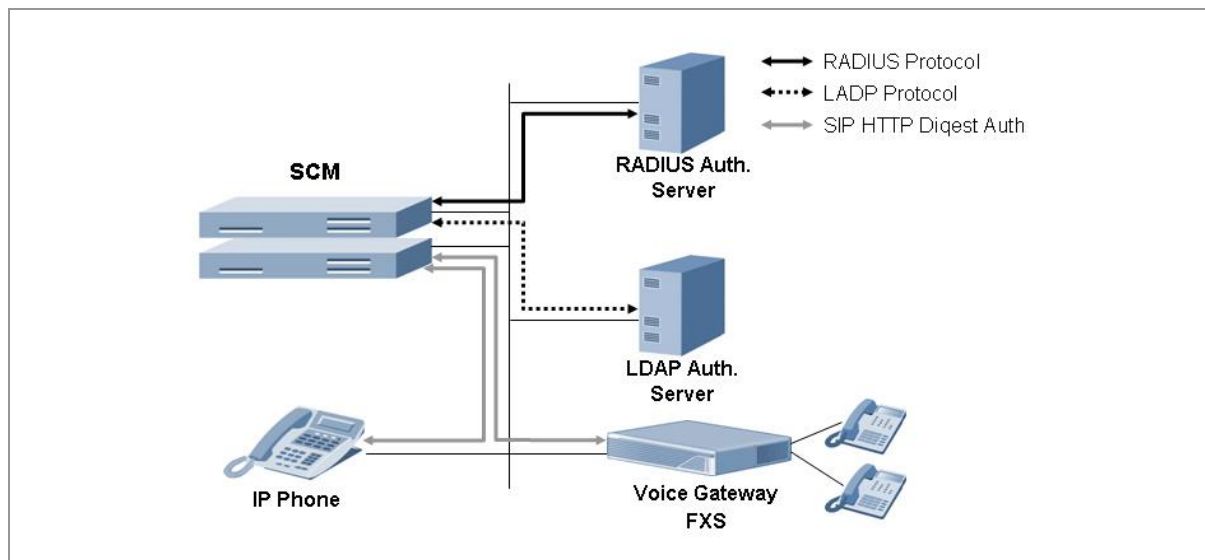 RADIUS Protocol
LADP Protocol
SIP HTTP Diqest Auth
RADIUS Auth.
Server
SCM
LDAP Auth.
Server
IP Phone
Voice Gateway
FXS